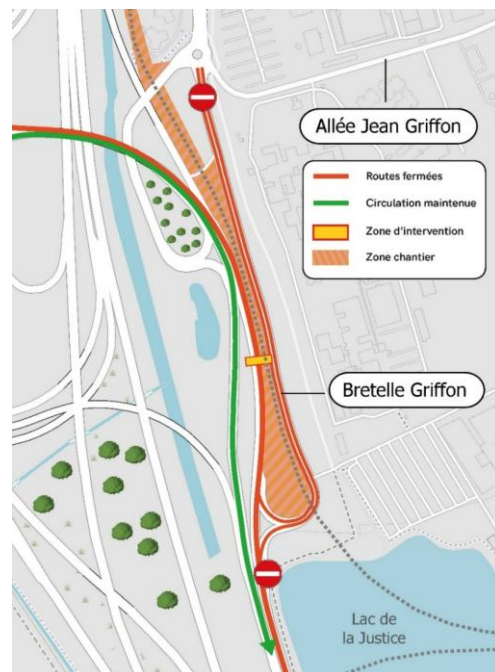 Allée Jean Griffon
Routes fermées
Circulation maintenue
Zone d'intervention
Zone chantier
Bretelle Griffon
Lac de
la Justice